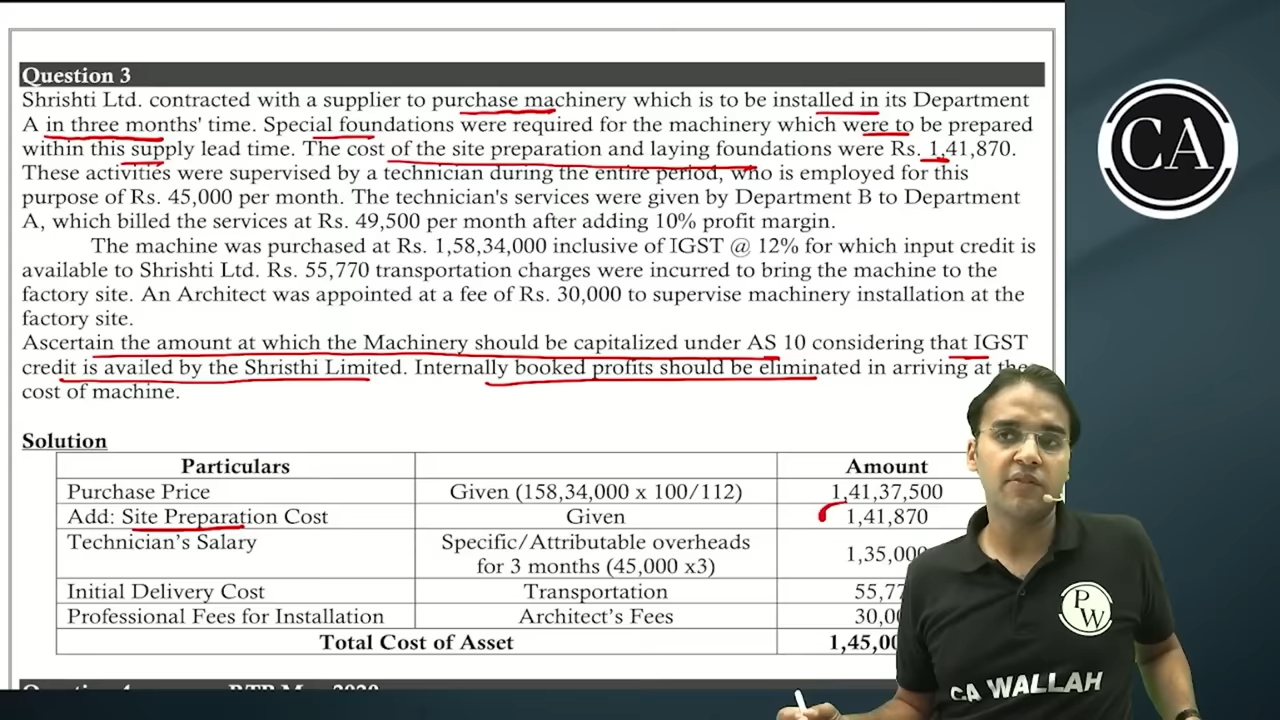 Question 3
Shrishti Ltd. contracted with a supplier to purchase machinery which is to be installed in its Department
A in three months' time. Special foundations were required for the machinery which were to be prepared
within this supply lead time. The cost of the site preparation and laying foundations were Rs. 1,41,870.
These activities were supervised by a technician during the entire period, who is employed for this
purpose of Rs. 45,000 per month. The technician's services were given by Department B to Department
A, which billed the services at Rs. 49,500 per month after adding 10% profit margin.
The machine was purchased at Rs. 1,58,34,000 inclusive of IGST @ 12% for which input credit is
available to Shrishti Ltd. Rs. 55,770 transportation charges were incurred to bring the machine to the
factory site. An Architect was appointed at a fee of Rs. 30,000 to supervise machinery installation at the
factory site.
Ascertain the amount at which the Machinery should be capitalized under AS 10 considering that IGST
credit is availed by the Shristhi Limited. Internally booked profits should be eliminated in arriving at the
cost of machine.
Solution
Particulars Amount
Purchase Price Given (158,34,000 x 100/112) 1,41,37,500
Add: Site Preparation Cost Given 1,41,870
Technician's Salary Specific/Attributable overheads
for 3 months (45,000 x3) 1,35,000
Initial Delivery Cost Transportation 55,77
Professional Fees for Installation Architect's Fees 30,00
Total Cost of Asset 1,45,00
CA
PW
CA WALLAH